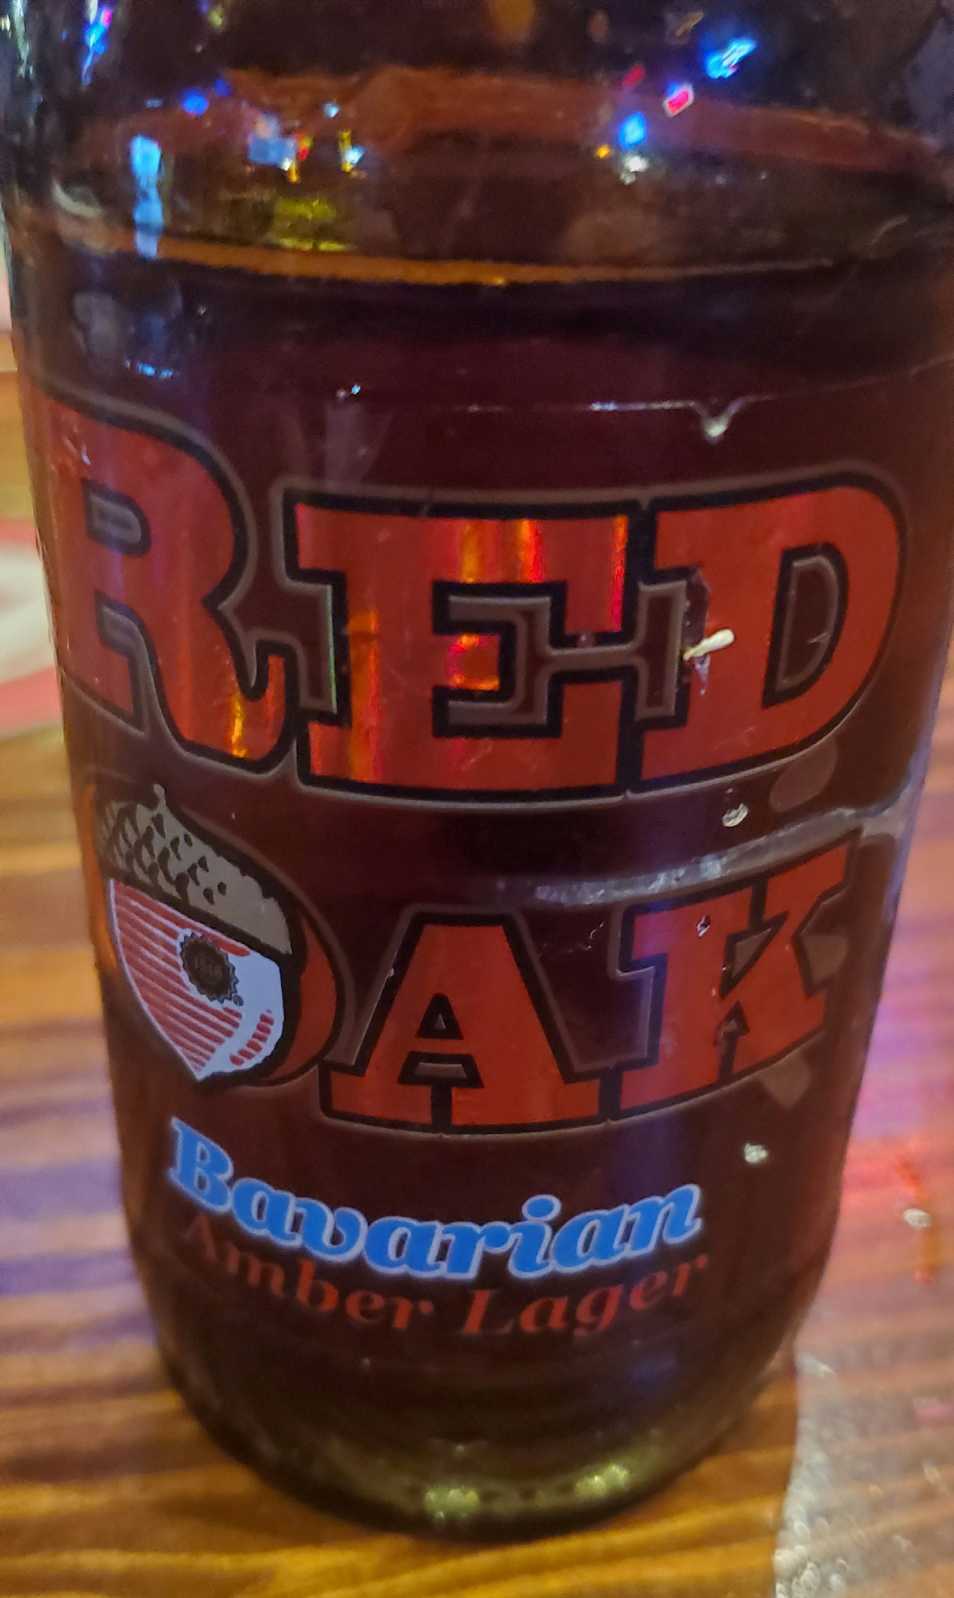 RED
OAK
Bavarian
Amber Lager